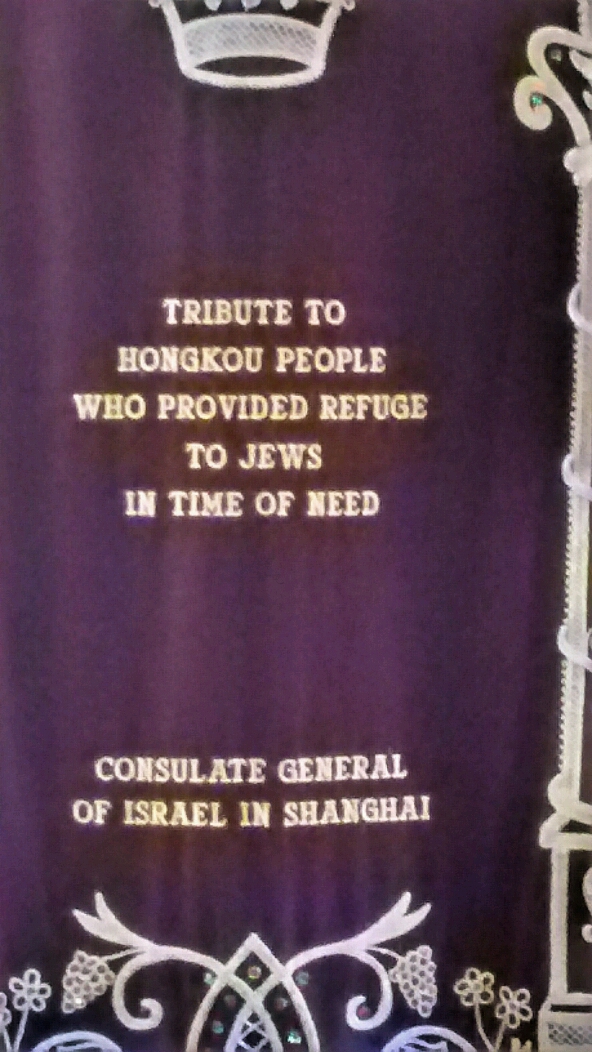 TRIBUTE TO
HONGKOU PEOPLE
WHO PROVIDED REFUGE
TO JEWS
IN TIME OF NEED
CONSULATE GENERAL
OF ISRAEL IN SHANGHAI